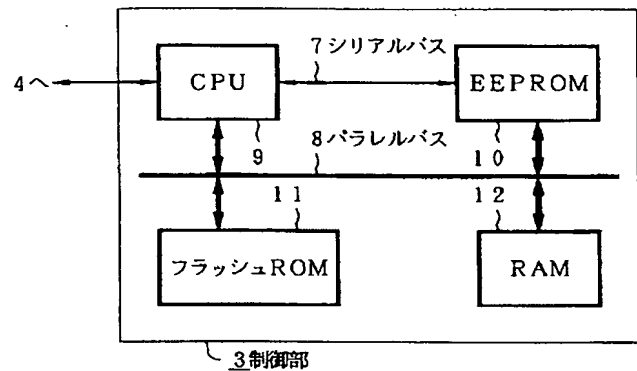 7シリアルバス
4へ
CPU
EEPROM
9
8パラレルバス
10
11
12
フラッシュROM
RAM
3制御部